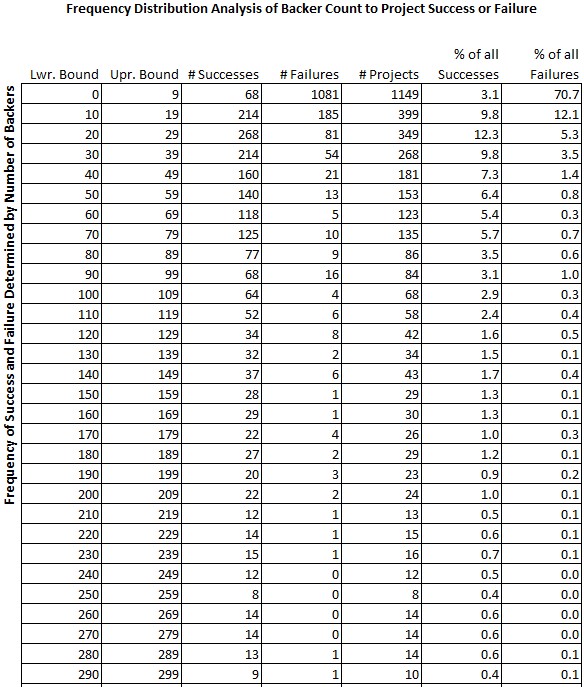 Frequency Distribution Analysis of Backer Count to Project Success or Failure
% of all % of all
Lwr. Bound Upr. Bound # Successes # Failures # Projects Successes Failures
Frequency of Success and Failure Determined by Number of Backers
0 9 68 1081 1149 3.1 70.7
10 19 214 185 399 9.8 12.1
20 29 268 81 349 12.3 5.3
30 39 214 54 268 9.8 3.5
40 49 160 21 181 7.3 1.4
50 59 140 13 153 6.4 0.8
60 69 118 5 123 5.4 0.3
70 79 125 10 135 5.7 0.7
80 89 77 9 86 3.5 0.6
90 99 68 16 84 3.1 1.0
100 109 64 4 68 2.9 0.3
110 119 52 6 58 2.4 0.4
120 129 34 8 42 1.6 0.5
130 139 32 2 34 1.5 0.1
140 149 37 6 43 1.7 0.4
150 159 28 1 29 1.3 0.1
160 169 29 1 30 1.3 0.1
170 179 22 4 26 1.0 0.3
180 189 27 2 29 1.2 0.1
190 199 20 3 23 0.9 0.2
200 209 22 2 24 1.0 0.1
210 219 12 1 13 0.5 0.1
220 229 14 1 15 0.6 0.1
230 239 15 1 16 0.7 0.1
240 249 12 0 12 0.5 0.0
250 259 8 0 8 0.4 0.0
260 269 14 0 14 0.6 0.0
270 279 14 0 14 0.6 0.0
280 289 13 1 14 0.6 0.1
290 299 9 1 10 0.4 0.1